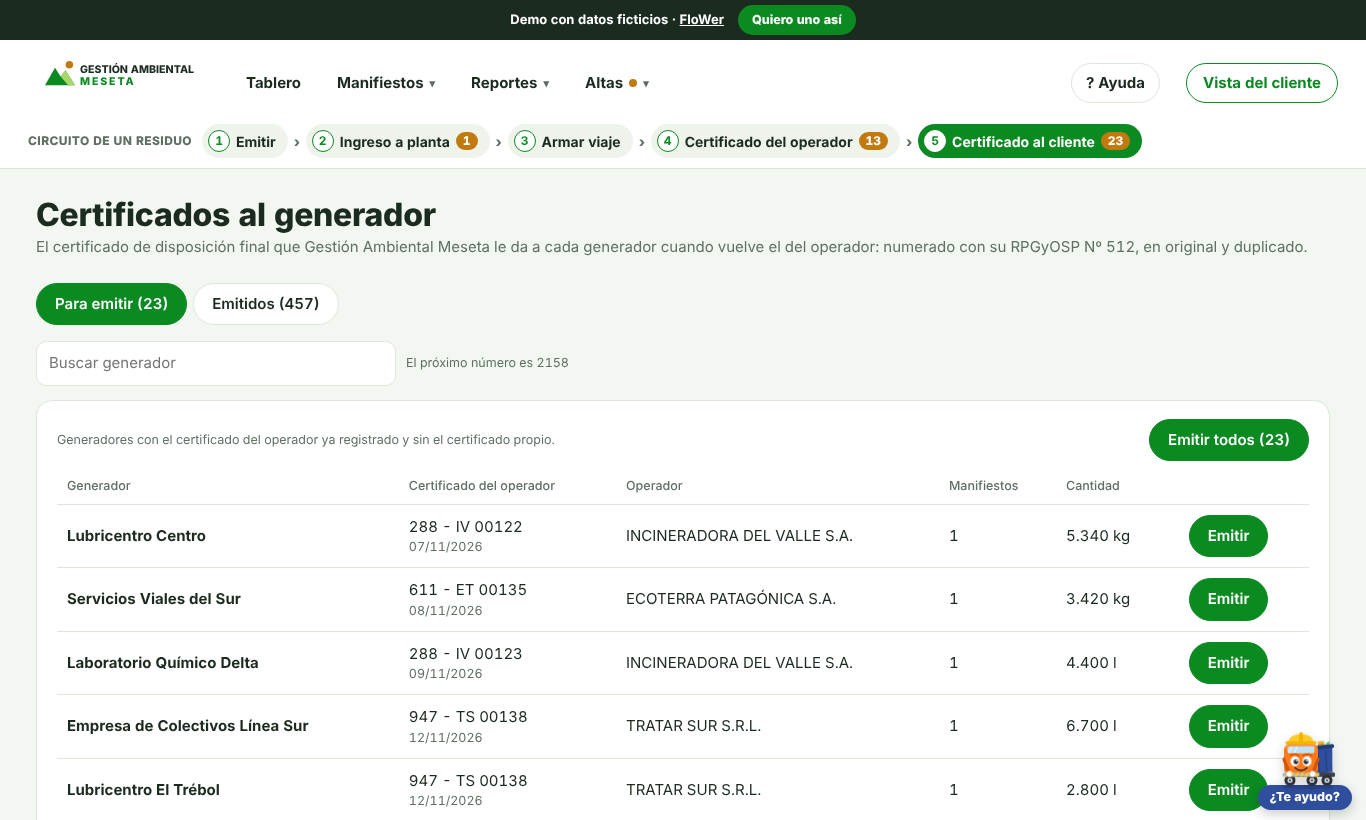 Demo con datos ficticios · FloWer
Quiero uno así
GESTIÓN AMBIENTAL
MESETA
Tablero
Manifiestos ▾
Reportes ▾
Altas ▾
? Ayuda
Vista del cliente
CIRCUITO DE UN RESIDUO
1 Emitir
›
2 Ingreso a planta 1
›
3 Armar viaje
›
4 Certificado del operador 13
›
5 Certificado al cliente 23
Certificados al generador
El certificado de disposición final que Gestión Ambiental Meseta le da a cada generador cuando vuelve el del operador: numerado con su RPGyOSP Nº 512, en original y duplicado.
Para emitir (23)
Emitidos (457)
Buscar generador
El próximo número es 2158
Generadores con el certificado del operador ya registrado y sin el certificado propio.
Emitir todos (23)
Generador Certificado del operador Operador Manifiestos Cantidad
Lubricentro Centro
288 - IV 00122
07/11/2026
INCINERADORA DEL VALLE S.A.
1
5.340 kg
Emitir
Servicios Viales del Sur
611 - ET 00135
08/11/2026
ECOTERRA PATAGÓNICA S.A.
1
3.420 kg
Emitir
Laboratorio Químico Delta
288 - IV 00123
09/11/2026
INCINERADORA DEL VALLE S.A.
1
4.400 l
Emitir
Empresa de Colectivos Línea Sur
947 - TS 00138
12/11/2026
TRATAR SUR S.R.L.
1
6.700 l
Emitir
Lubricentro El Trébol
947 - TS 00138
12/11/2026
TRATAR SUR S.R.L.
1
2.800 l
Emitir
¿Te ayudo?